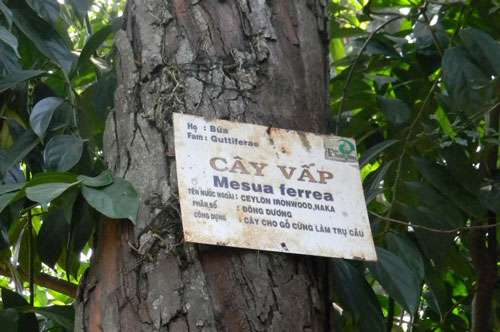 Họ : Bứa
Fam : Guttiferae
CÂY VẤP
Mesua ferrea
TÊN NƯỚC NGOÀI : CEYLON IRONWOOD,NAKA
PHÂN BỐ : ĐÔNG DƯƠNG
CÔNG DỤNG : CÂY CHO GỖ CỨNG LÀM TRỤ CẦU